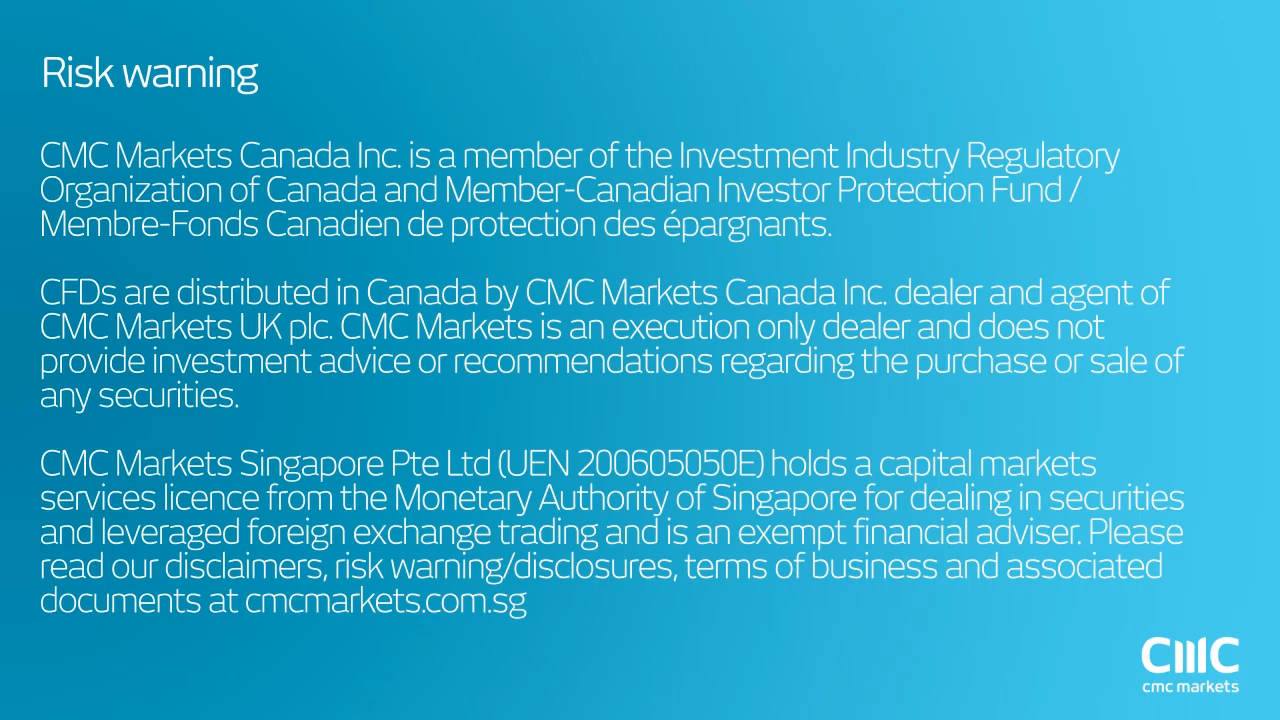 Risk warning
CMC Markets Canada Inc. is a member of the Investment Industry Regulatory
Organization of Canada and Member-Canadian Investor Protection Fund /
Membre-Fonds Canadien de protection des épargnants.
CFDs are distributed in Canada by CMC Markets Canada Inc. dealer and agent of
CMC Markets UK plc. CMC Markets is an execution only dealer and does not
provide investment advice or recommendations regarding the purchase or sale of
any securities.
CMC Markets Singapore Pte Ltd (UEN 200605050E) holds a capital markets
services licence from the Monetary Authority of Singapore for dealing in securities
and leveraged foreign exchange trading and is an exempt financial adviser. Please
read our disclaimers, risk warning/disclosures, terms of business and associated
documents at cmcmarkets.com.sg
CMC
cmc markets